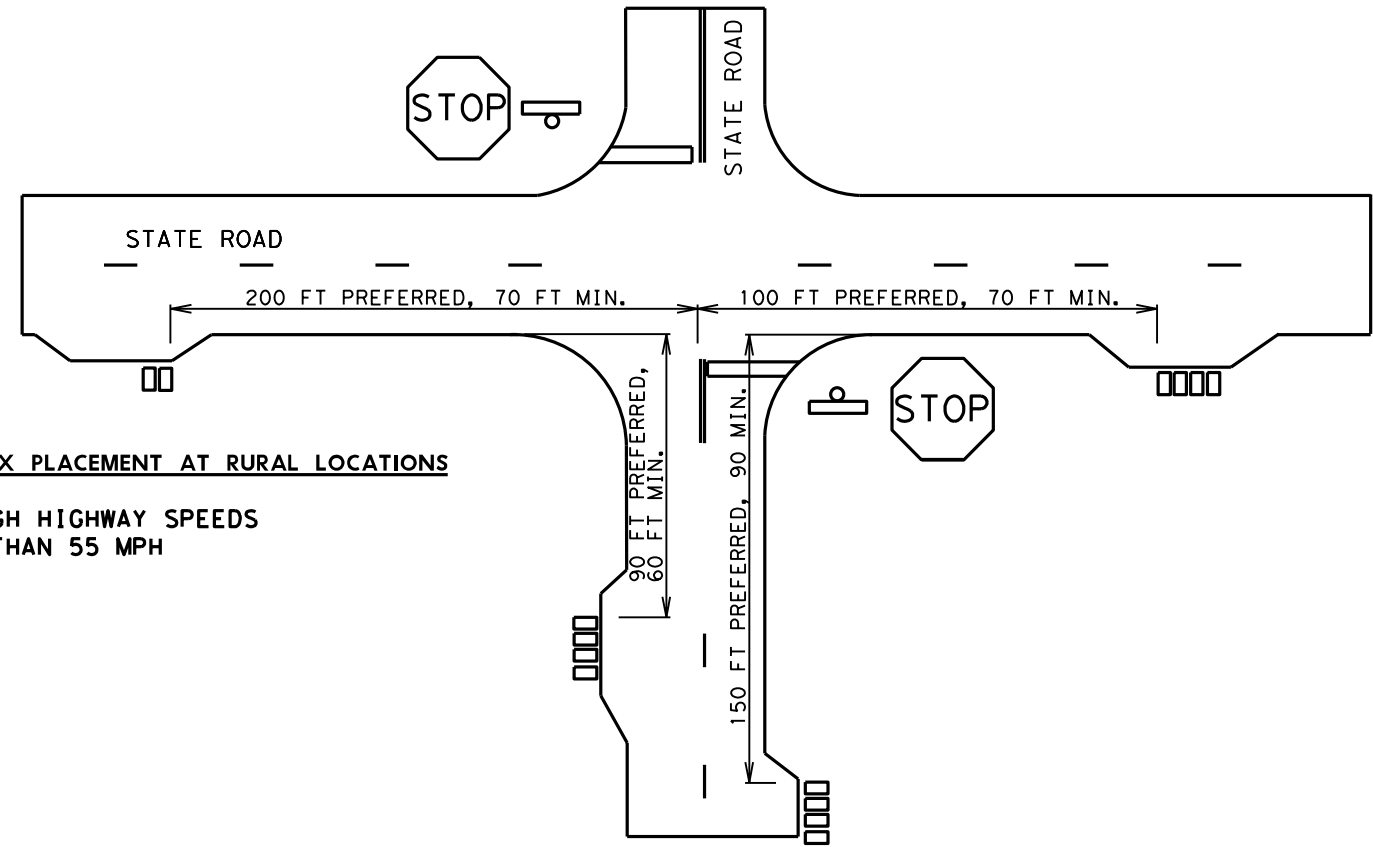 STATE ROAD
STOP
STATE ROAD
200 FT PREFERRED, 70 FT MIN.
100 FT PREFERRED, 70 FT MIN.
90 FT PREFERRED,
60 FT MIN.
150 FT PREFERRED, 90 MIN.
STOP
X PLACEMENT AT RURAL LOCATIONS
GH HIGHWAY SPEEDS
THAN 55 MPH